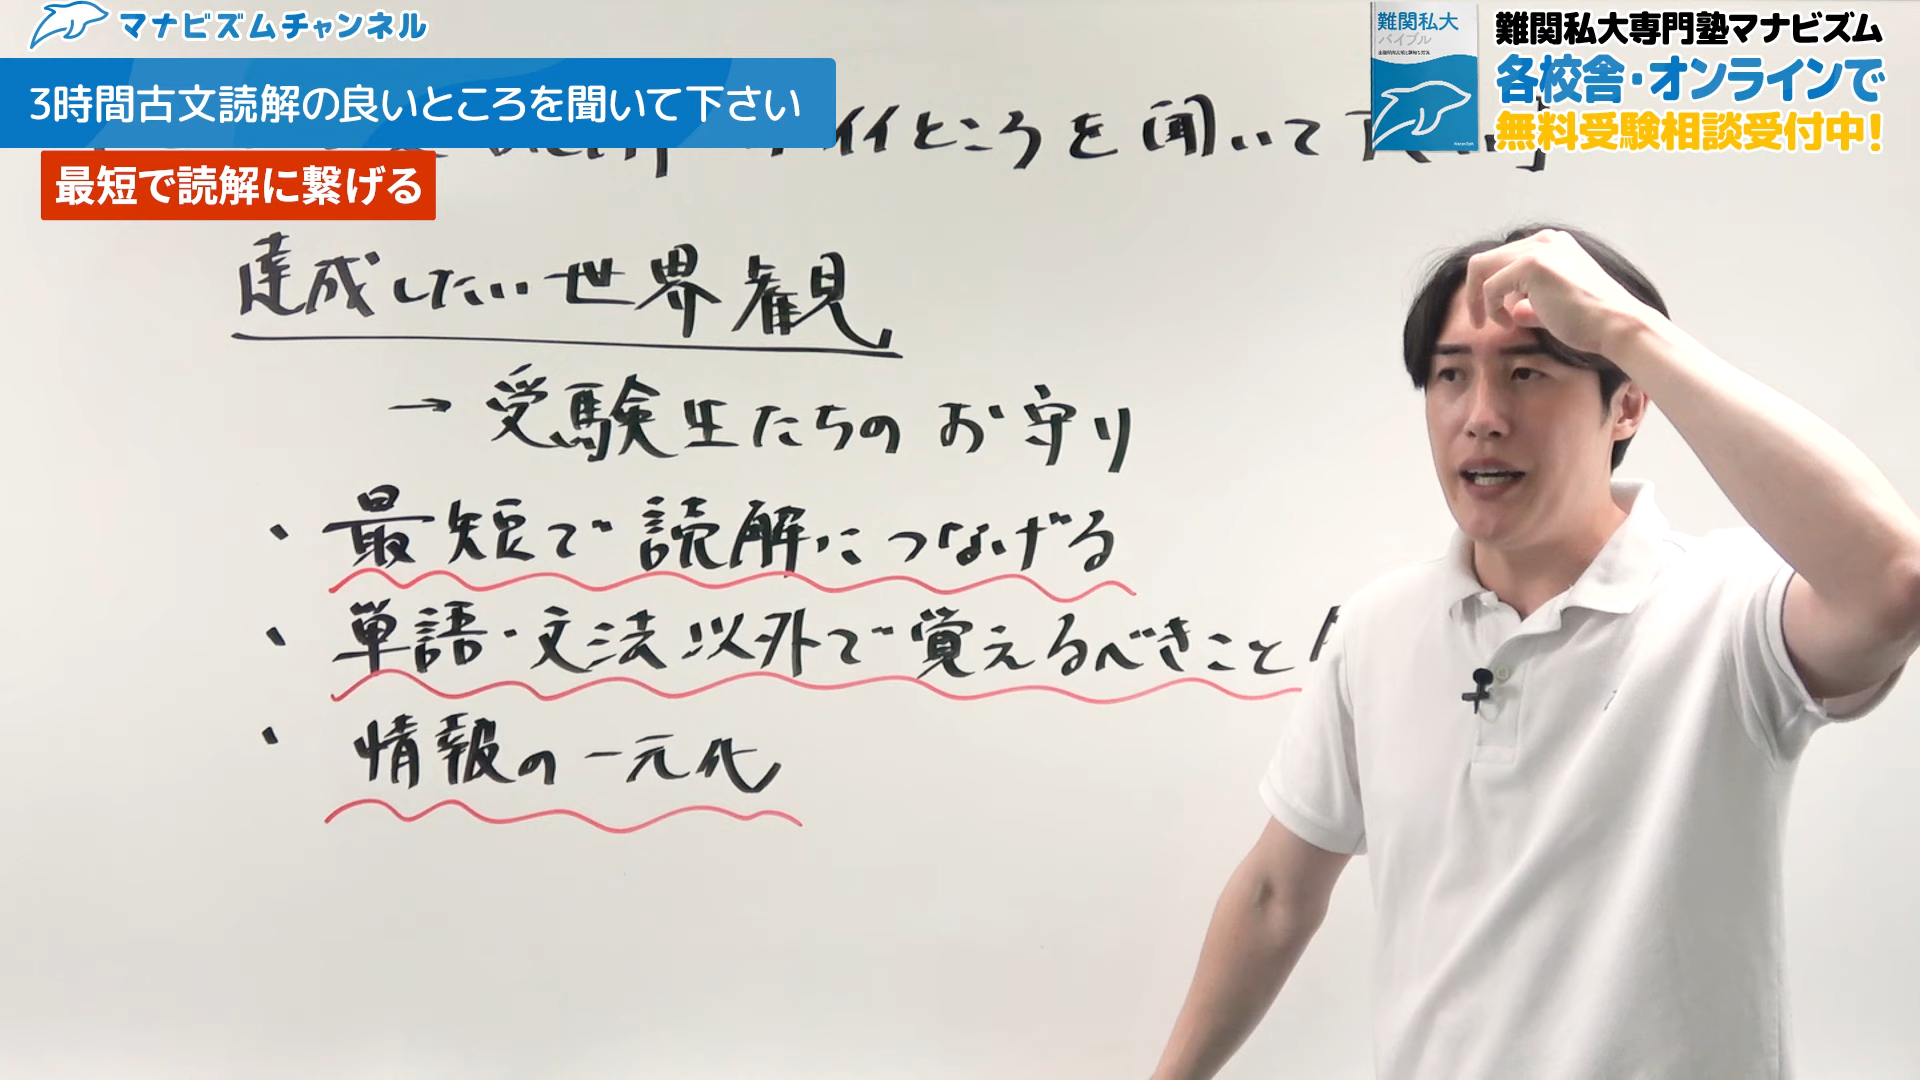 マナビズムチャンネル
3時間古文読解の良いところを聞いて下さい
最短で読解に繋げる
難関私大
バイブル
難関私大専門塾マナビズム
各校舎・オンラインで
無料受験相談受付中!
イイところを聞いて下
達成したい世界観
→ 受験生たちの お守り
・ 最短で読解につなげる
・ 単語・文法以外で覚えるべきこと
・ 情報の一元化